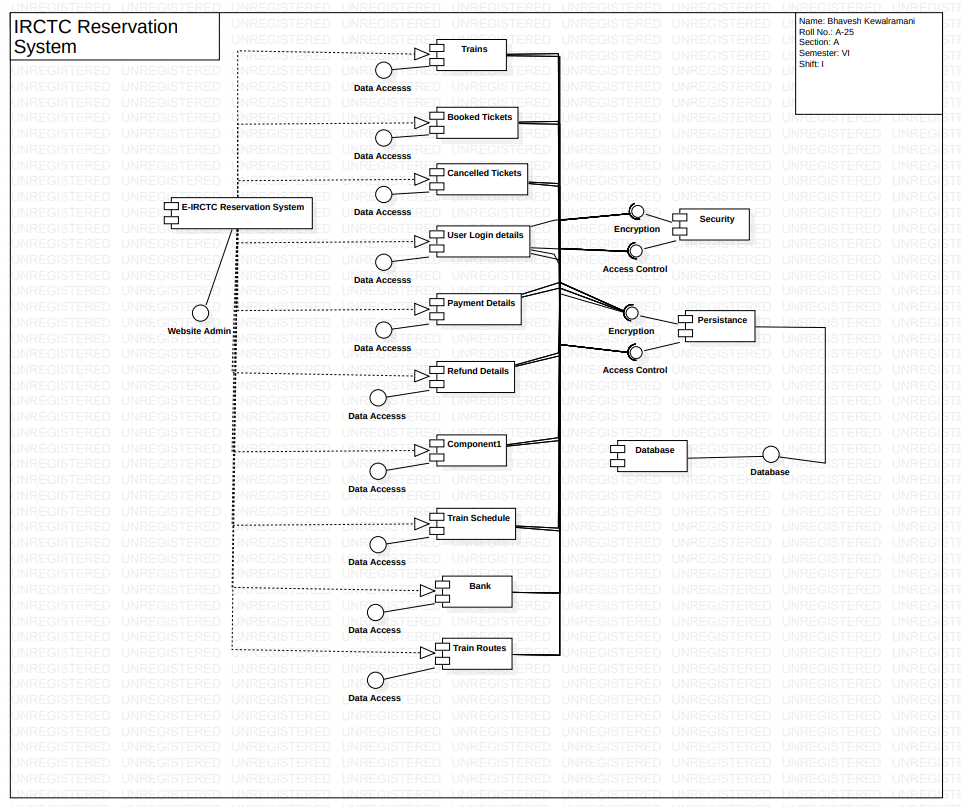 IRCTC Reservation
System
Name: Bhavesh Kewalramani
Roll No.: A-25
Section: A
Semester: VI
Shift: I
Trains
Data Accesss
Booked Tickets
Data Accesss
Cancelled Tickets
Data Accesss
E-IRCTC Reservation System
User Login details
Data Accesss
Encryption
Security
Access Control
Website Admin
Payment Details
Data Accesss
Encryption
Persistance
Access Control
Refund Details
Data Accesss
Component1
Data Accesss
Database
Database
Train Schedule
Data Accesss
Bank
Data Access
Train Routes
Data Access
UNREGISTERED